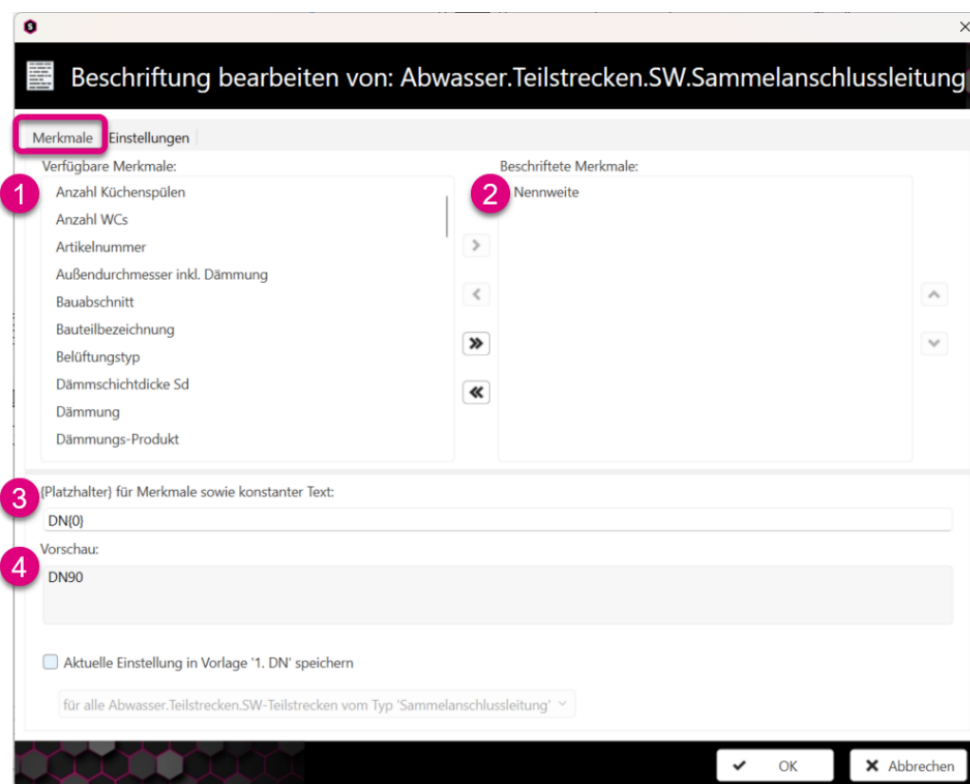 Beschriftung bearbeiten von: Abwasser.Teilstrecken.SW.Sammelanschlussleitung
Merkmale Einstellungen
Verfügbare Merkmale:
1
Anzahl Küchenspülen
Anzahl WCs
Artikelnummer
Außendurchmesser inkl. Dämmung
Bauabschnitt
Bauteilbezeichnung
Belüftungstyp
Dämmschichtdicke Sd
Dämmung
Dämmungs-Produkt
Beschriftete Merkmale:
2
Nennweite
3
{Platzhalter} für Merkmale sowie konstanter Text:
DN{0}
Vorschau:
4
DN90
Aktuelle Einstellung in Vorlage '1. DN' speichern
für alle Abwasser.Teilstrecken.SW-Teilstrecken vom Typ 'Sammelanschlussleitung'
OK
Abbrechen